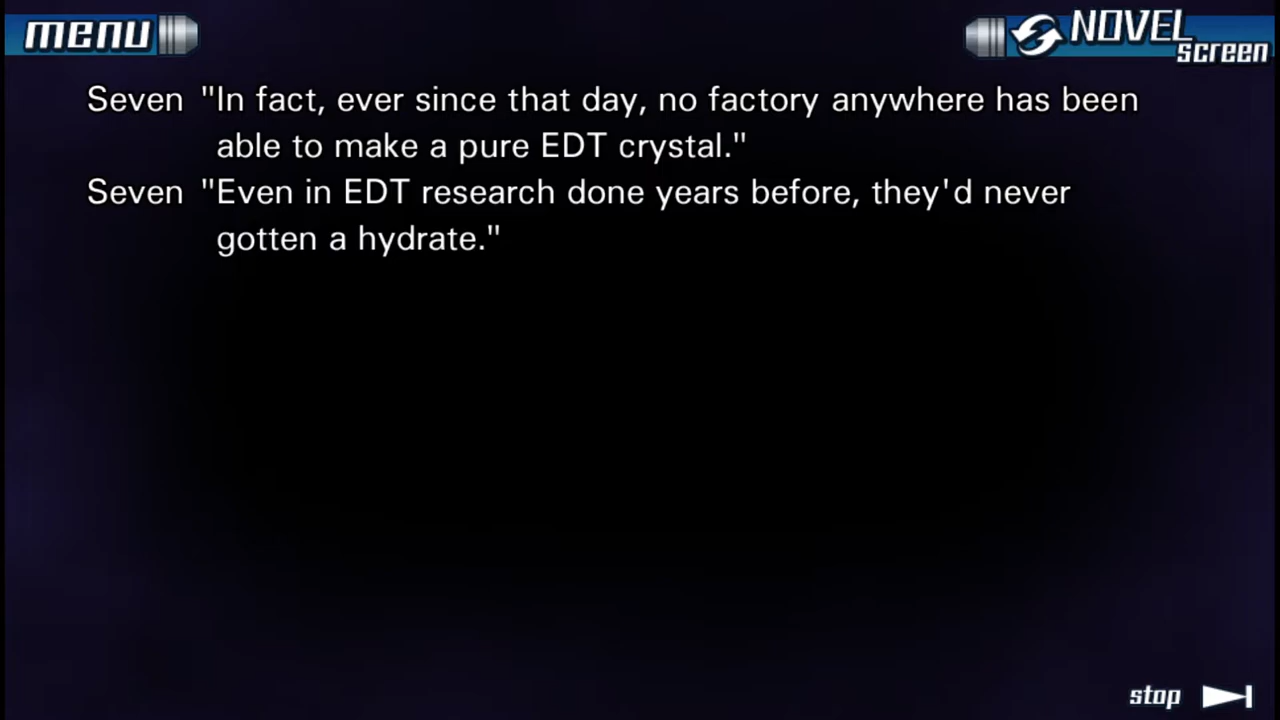 menu
NOVEL
screen
Seven "In fact, ever since that day, no factory anywhere has been
able to make a pure EDT crystal."
Seven "Even in EDT research done years before, they'd never
gotten a hydrate."
stop